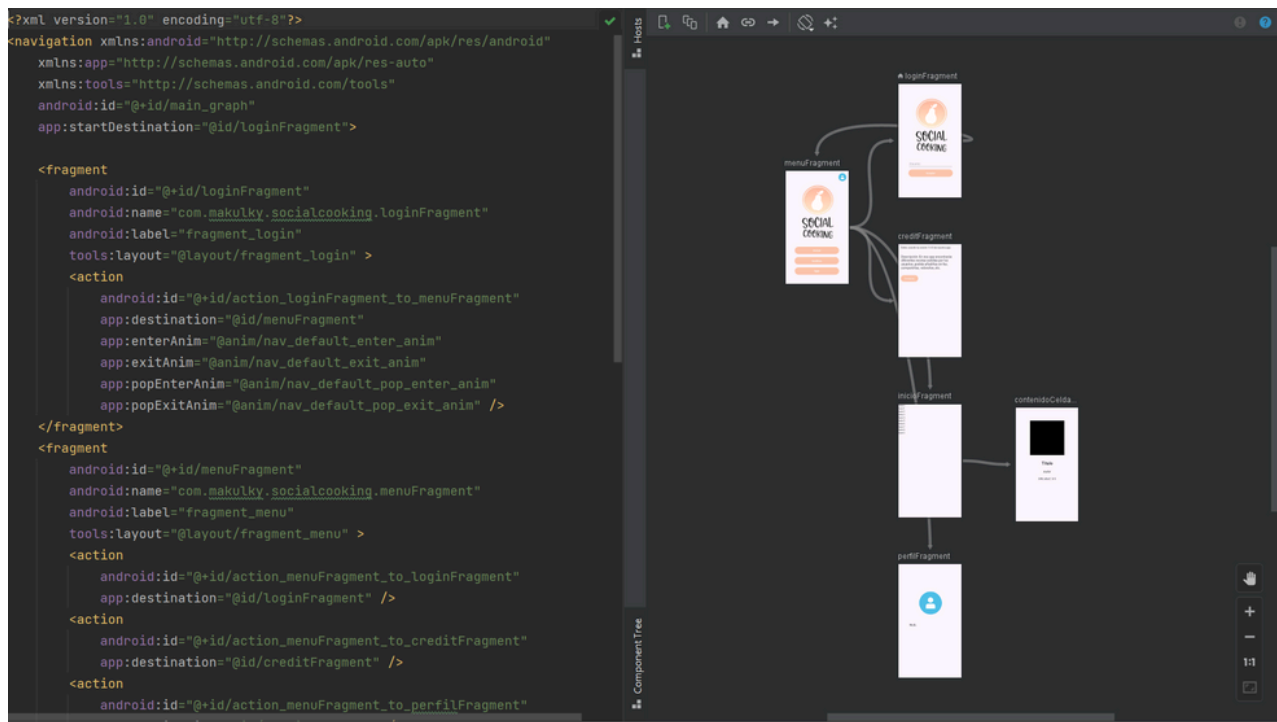 <?xml version="1.0" encoding="utf-8"?>
<navigation xmlns:android="http://schemas.android.com/apk/res/android"
xmlns:app="http://schemas.android.com/apk/res-auto"
xmlns:tools="http://schemas.android.com/tools"
android:id="@+id/main_graph"
app:startDestination="@id/loginFragment">
<fragment
android:id="@+id/loginFragment"
android:name="com.makulky.socialcooking.loginFragment"
android:label="fragment_login"
tools:layout="@layout/fragment_login" >
<action
android:id="@+id/action_loginFragment_to_menuFragment"
app:destination="@id/menuFragment"
app:enterAnim="@anim/nav_default_enter_anim"
app:exitAnim="@anim/nav_default_exit_anim"
app:popEnterAnim="@anim/nav_default_pop_enter_anim"
app:popExitAnim="@anim/nav_default_pop_exit_anim" />
</fragment>
<fragment
android:id="@+id/menuFragment"
android:name="com.makulky.socialcooking.menuFragment"
android:label="fragment_menu"
tools:layout="@layout/fragment_menu" >
<action
android:id="@+id/action_menuFragment_to_loginFragment"
app:destination="@id/loginFragment" />
<action
android:id="@+id/action_menuFragment_to_creditFragment"
app:destination="@id/creditFragment" />
<action
android:id="@+id/action_menuFragment_to_perfilFragment"
Hosts
Component Tree
loginFragment
SOCIAL
COOKING
menuFragment
SOCIAL
COOKING
creditFragment
inicioFragment
contenidoCelda...
Titulo
perfilFragment
1:1